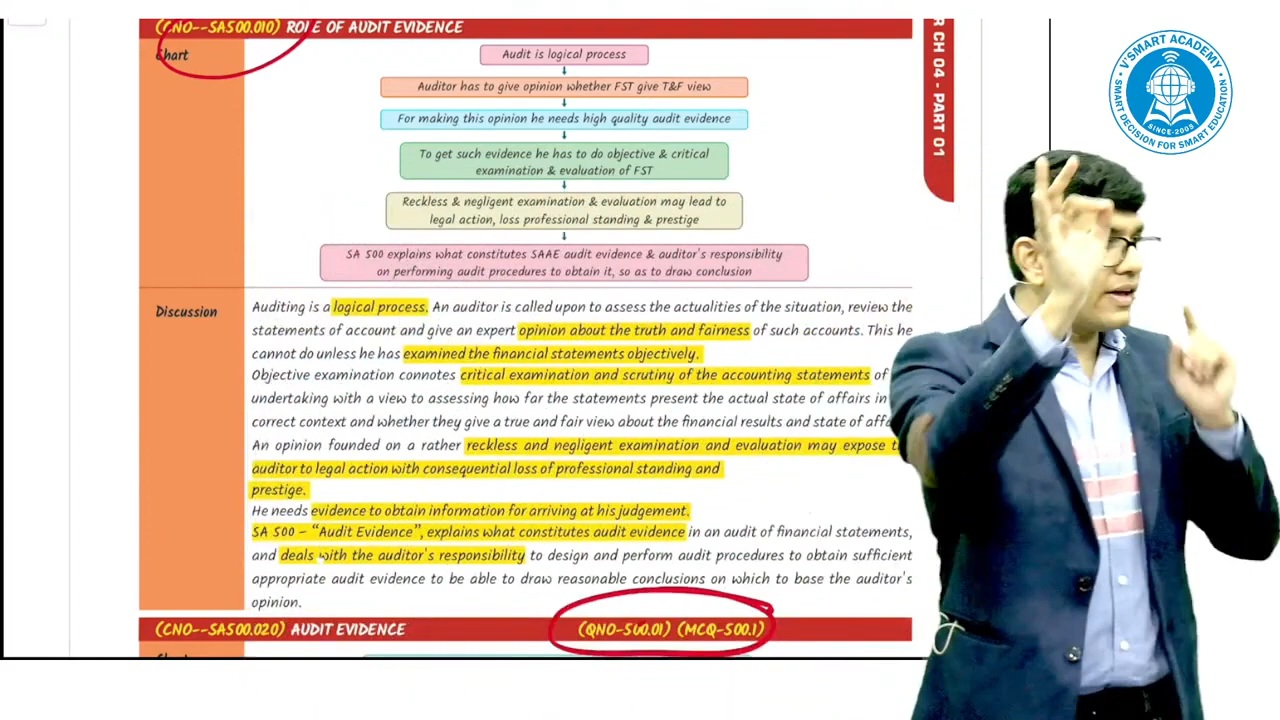 (CNO--SA500.010) ROLE OF AUDIT EVIDENCE
Chart
Audit is logical process
Auditor has to give opinion whether FST give T&F view
For making this opinion he needs high quality audit evidence
To get such evidence he has to do objective & critical
examination & evaluation of FST
Reckless & negligent examination & evaluation may lead to
legal action, loss professional standing & prestige
SA 500 explains what constitutes SAAE audit evidence & auditor's responsibility
on performing audit procedures to obtain it, so as to draw conclusion
Discussion
Auditing is a logical process. An auditor is called upon to assess the actualities of the situation, review the
statements of account and give an expert opinion about the truth and fairness of such accounts. This he
cannot do unless he has examined the financial statements objectively.
Objective examination connotes critical examination and scrutiny of the accounting statements of
undertaking with a view to assessing how far the statements present the actual state of affairs in
correct context and whether they give a true and fair view about the financial results and state of
An opinion founded on a rather reckless and negligent examination and evaluation may expose
auditor to legal action with consequential loss of professional standing and
prestige.
He needs evidence to obtain information for arriving at his judgement.
SA 500 – “Audit Evidence”, explains what constitutes audit evidence in an audit of financial statements,
and deals with the auditor's responsibility to design and perform audit procedures to obtain sufficient
appropriate audit evidence to be able to draw reasonable conclusions on which to base the auditor's
opinion.
(CNO--SA500.020) AUDIT EVIDENCE (QNO-500.01) (MCQ-500.1)
R CH 04 - PART 01
V'SMART ACADEMY
SINCE-2009
SMART DECISION FOR SMART EDUCATION